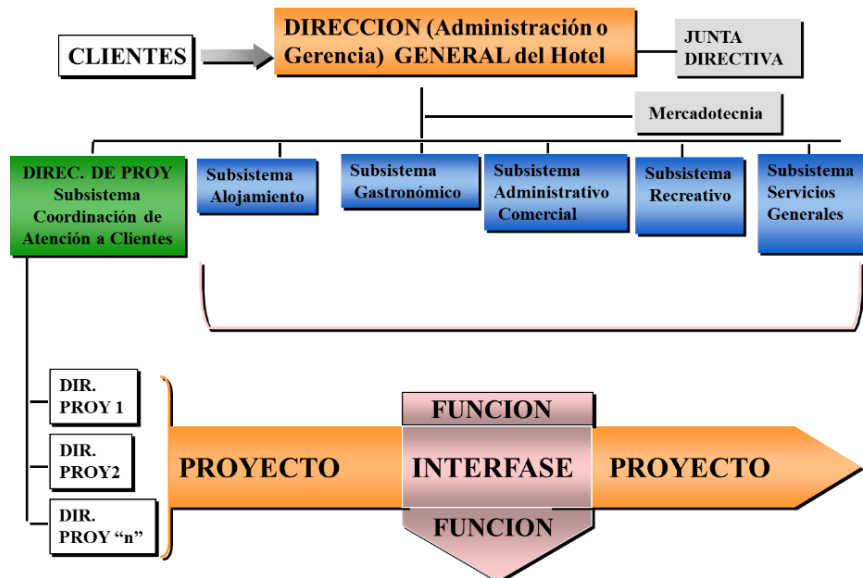 CLIENTES
DIRECCION (Administración o
Gerencia) GENERAL del Hotel
JUNTA
DIRECTIVA
Mercadotecnia
DIREC. DE PROY
Subsistema
Coordinación de
Atención a Clientes
Subsistema
Alojamiento
Subsistema
Gastronómico
Subsistema
Administrativo
Comercial
Subsistema
Recreativo
Subsistema
Servicios
Generales
DIR.
PROY 1
DIR.
PROY2
DIR.
PROY “n”
FUNCION
PROYECTO
INTERFASE
PROYECTO
FUNCION